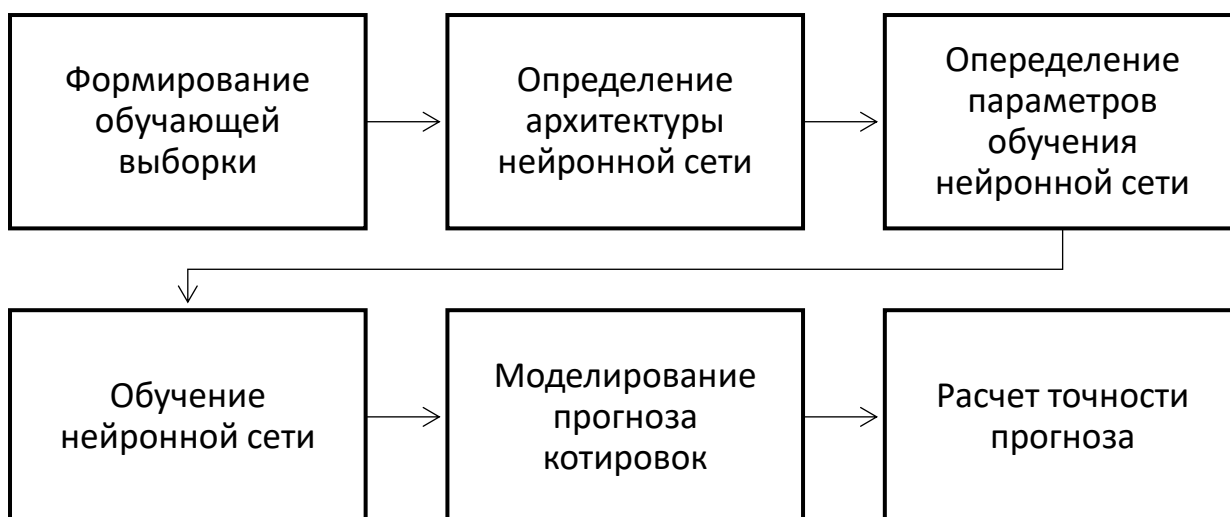 Формирование
обучающей
выборки
Определение
архитектуры
нейронной сети
Опеределение
параметров
обучения
нейронной сети
Обучение
нейронной сети
Моделирование
прогноза
котировок
Расчет точности
прогноза